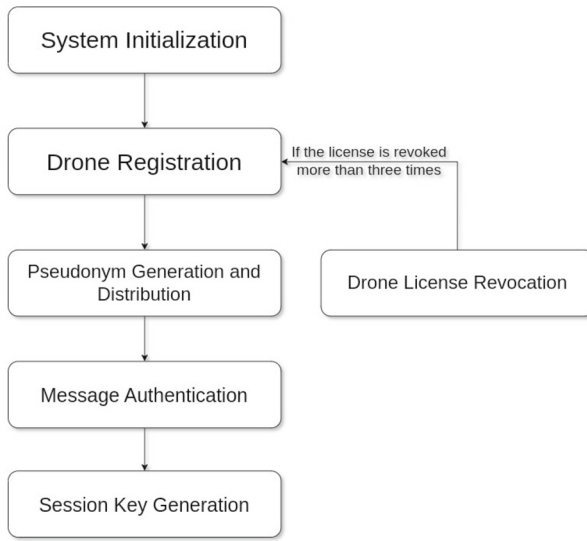 System Initialization
Drone Registration
If the license is revoked
more than three times
Pseudonym Generation and
Distribution
Drone License Revocation
Message Authentication
Session Key Generation